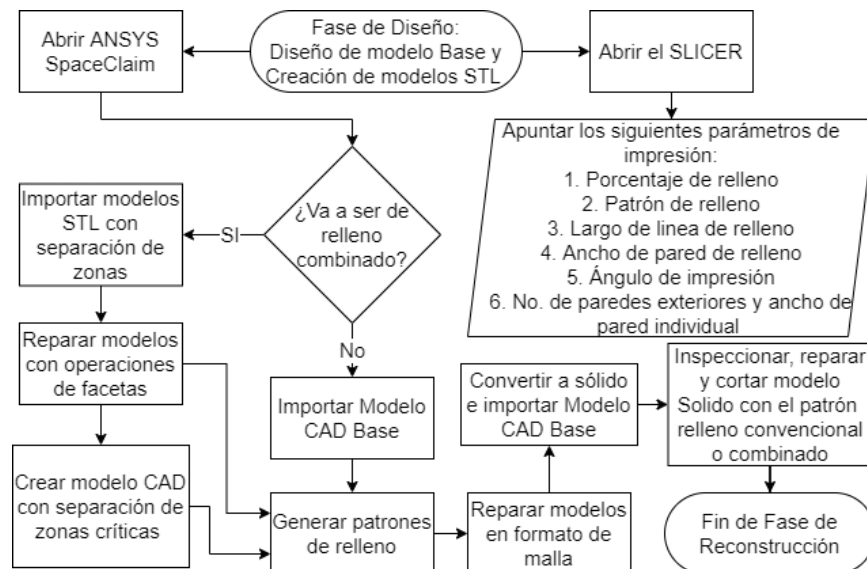 Fase de Diseño:
Diseño de modelo Base y
Creación de modelos STL
Abrir ANSYS
SpaceClaim
Abrir el SLICER
Apuntar los siguientes parámetros de
impresión:
1. Porcentaje de relleno
2. Patrón de relleno
3. Largo de linea de relleno
4. Ancho de pared de relleno
5. Ángulo de impresión
6. No. de paredes exteriores y ancho de
pared individual
¿Va a ser de
relleno
combinado?
SI
No
Importar modelos
STL con
separación de
zonas
Reparar modelos
con operaciones
de facetas
Crear modelo CAD
con separación de
zonas críticas
Importar Modelo
CAD Base
Generar patrones
de relleno
Reparar modelos
en formato de
malla
Convertir a sólido
e importar Modelo
CAD Base
Inspeccionar, reparar
y cortar modelo
Solido con el patrón
relleno convencional
o combinado
Fin de Fase de
Reconstrucción